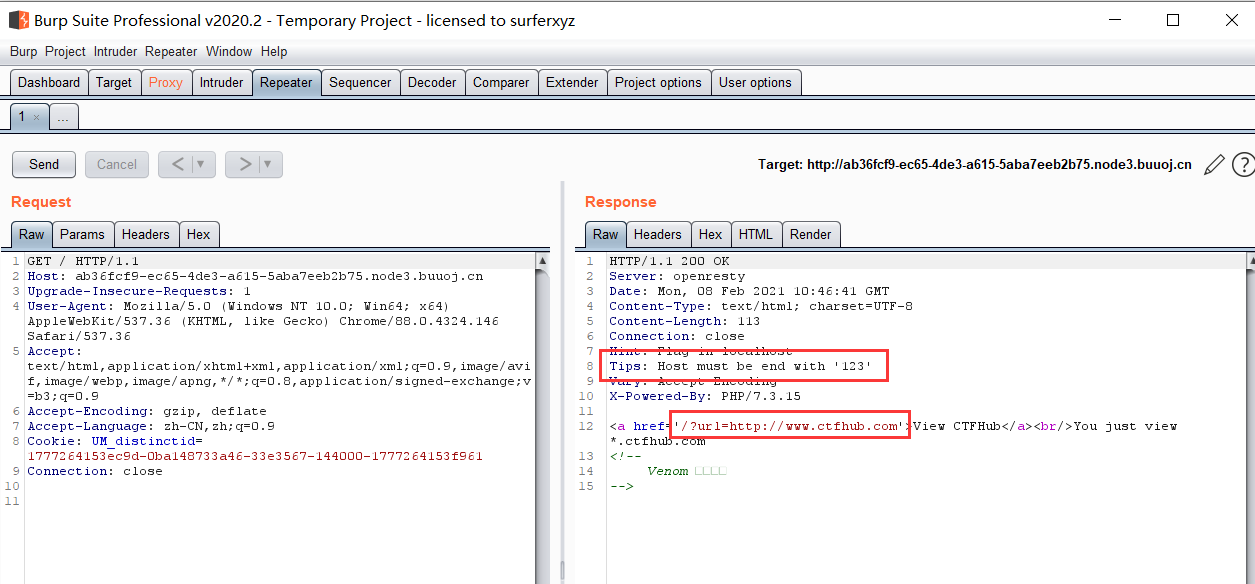 Burp Suite Professional v2020.2 - Temporary Project - licensed to surferxyz
Burp Project Intruder Repeater Window Help
Dashboard Target Proxy Intruder Repeater Sequencer Decoder Comparer Extender Project options User options
1 × ...
Send Cancel < ▼ > ▼ Target: http://ab36fcf9-ec65-4de3-a615-5aba7eeb2b75.node3.buuoj.cn ?
Request
Raw Params Headers Hex
1 GET / HTTP/1.1
2 Host: ab36fcf9-ec65-4de3-a615-5aba7eeb2b75.node3.buuoj.cn
3 Upgrade-Insecure-Requests: 1
4 User-Agent: Mozilla/5.0 (Windows NT 10.0; Win64; x64)
AppleWebKit/537.36 (KHTML, like Gecko) Chrome/88.0.4324.146
Safari/537.36
5 Accept:
text/html,application/xhtml+xml,application/xml;q=0.9,image/avi
f,image/webp,image/apng,*/*;q=0.8,application/signed-exchange;v
=b3;q=0.9
6 Accept-Encoding: gzip, deflate
7 Accept-Language: zh-CN,zh;q=0.9
8 Cookie: UM_distinctid=
1777264153ec9d-0ba148733a46-33e3567-144000-1777264153f961
9 Connection: close
10
11
Response
Raw Headers Hex HTML Render
1 HTTP/1.1 200 OK
2 Server: openresty
3 Date: Mon, 08 Feb 2021 10:46:41 GMT
4 Content-Type: text/html; charset=UTF-8
5 Content-Length: 113
6 Connection: close
7 Hint: Flag in localhost
8 Tips: Host must be end with '123'
9 Vary: Accept-Encoding
10 X-Powered-By: PHP/7.3.15
11
12 <a href='/?url=http://www.ctfhub.com'>View CTFHub</a><br/>You just view
*.ctfhub.com
13 <!--
14 Venom □□□□
15 -->